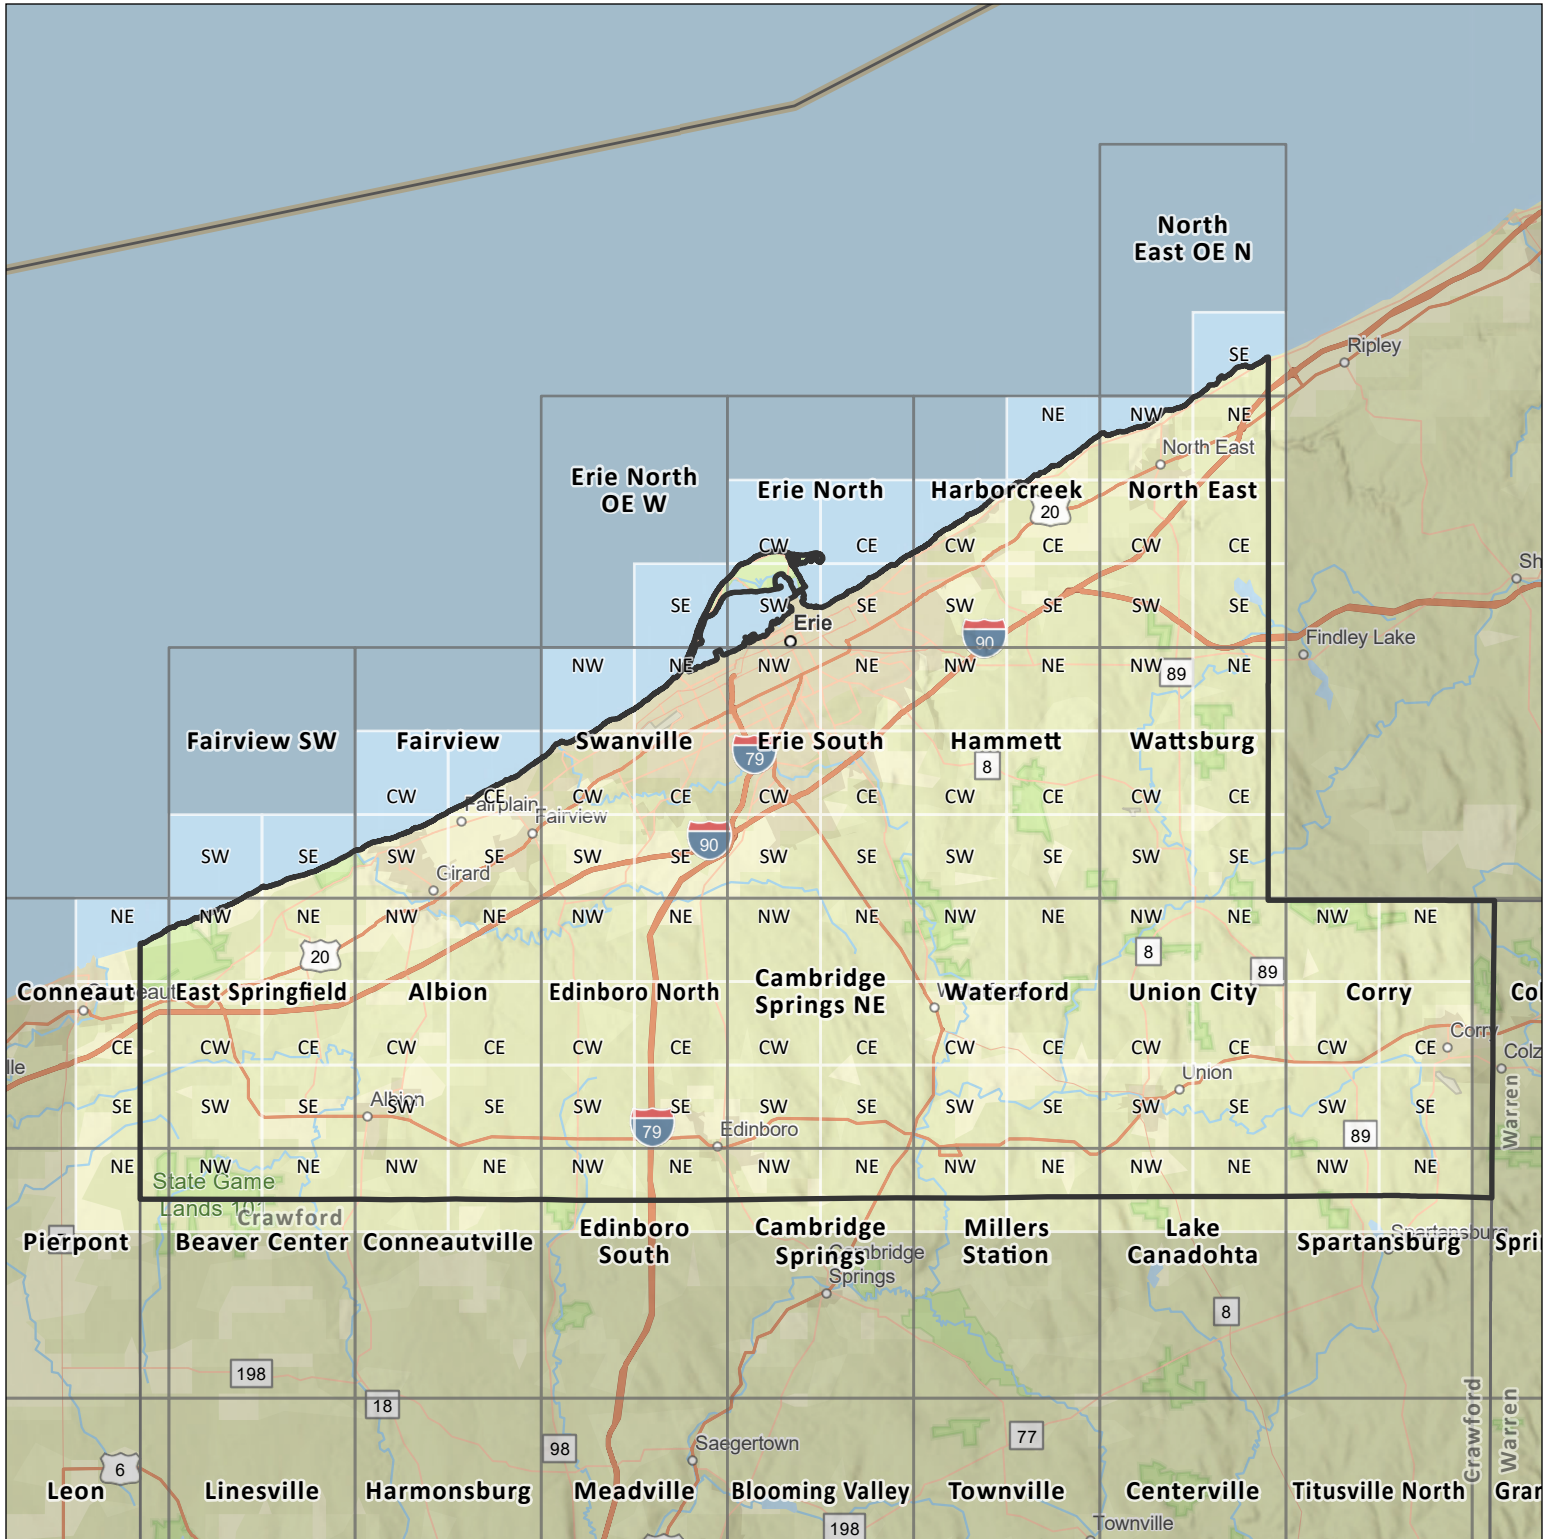 North
East OE N
SE
Ripley
NE
NW
NE
North East
Erie North
OE W
Erie North
Harborcreek
North East
20
CW
CE
CW
CE
CW
CE
Sh
SE
SW
SE
SW
SE
SW
SE
Erie
90
Findley Lake
NW
NE
NW
NE
NW
NE
NW
NE
89
Fairview SW
Fairview
Swanville
Erie South
Hammett
Wattsburg
79
8
CW
CE
CW
CE
CW
CE
CW
CE
CW
CE
Fairplain
Fairview
90
SW
SE
SW
SE
SW
SE
SW
SE
SW
SE
SW
SE
Girard
NE
NW
NE
NW
NE
NW
NE
NW
NE
NW
NE
NW
NE
NW
NE
20
8
89
Conneaut
East Springfield
Albion
Edinboro North
Cambridge
Springs NE
Waterford
Union City
Corry
Co
Corry
CE
CW
CE
CW
CE
CW
CE
CW
CE
CW
CE
CW
CE
CW
CE
Colz
lle
Union
SE
SW
SE
SW
SE
SW
SE
SW
SE
SW
SE
SW
SE
SW
SE
Albion
Warren
79
Edinboro
89
NE
NW
NE
NW
NE
NW
NE
NW
NE
NW
NE
NW
NE
NW
NE
State Game
Lands 101
Crawford
Pierpont
Beaver Center
Conneautville
Edinboro
South
Cambridge
Springs
Millers
Station
Lake
Canadohta
Spartansburg
Spartansburg
Spri
Cambridge
Springs
8
198
18
Crawford
Warren
98
77
Saegertown
6
Leon
Linesville
Harmonsburg
Meadville
Blooming Valley
Townville
Centerville
Titusville North
Gra
198
Townville